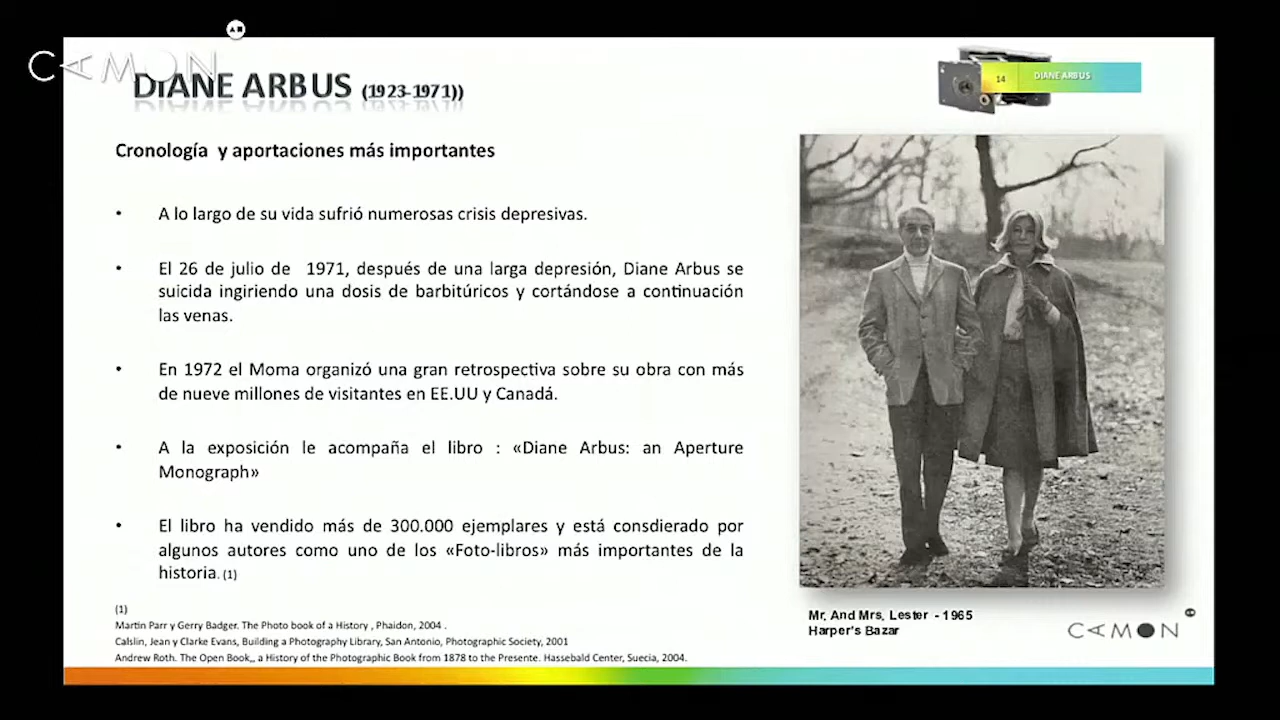 CAMON
DIANE ARBUS (1923-1971))
14
DIANE ARBUS
Cronología y aportaciones más importantes
• A lo largo de su vida sufrió numerosas crisis depresivas.
• El 26 de julio de 1971, después de una larga depresión, Diane Arbus se
suicida ingiriendo una dosis de barbitúricos y cortándose a continuación
las venas.
• En 1972 el Moma organizó una gran retrospectiva sobre su obra con más
de nueve millones de visitantes en EE.UU y Canadá.
• A la exposición le acompaña el libro : «Diane Arbus: an Aperture
Monograph»
• El libro ha vendido más de 300.000 ejemplares y está consdierado por
algunos autores como uno de los «Foto-libros» más importantes de la
historia. (1)
(1)
Martin Parr y Gerry Badger. The Photo book of a History , Phaidon, 2004 .
Calslin, Jean y Clarke Evans, Building a Photography Library, San Antonio, Photographic Society, 2001
Andrew Roth. The Open Book,, a History of the Photographic Book from 1878 to the Presente. Hassebald Center, Suecia, 2004.
Mr. And Mrs. Lester - 1965
Harper's Bazar
CAMON